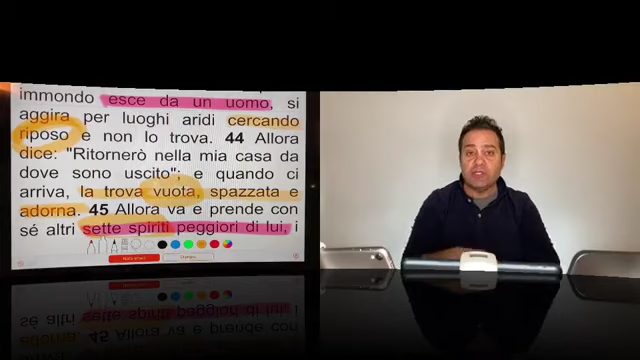 immondo esce da un uomo, si
aggira per luoghi aridi cercando
riposo e non lo trova. 44 Allora
dice: "Ritornerò nella mia casa da
dove sono uscito"; e quando ci
arriva, la trova vuota, spazzata e
adorna. 45 Allora va e prende con
sé altri sette spiriti peggiori di lui, i